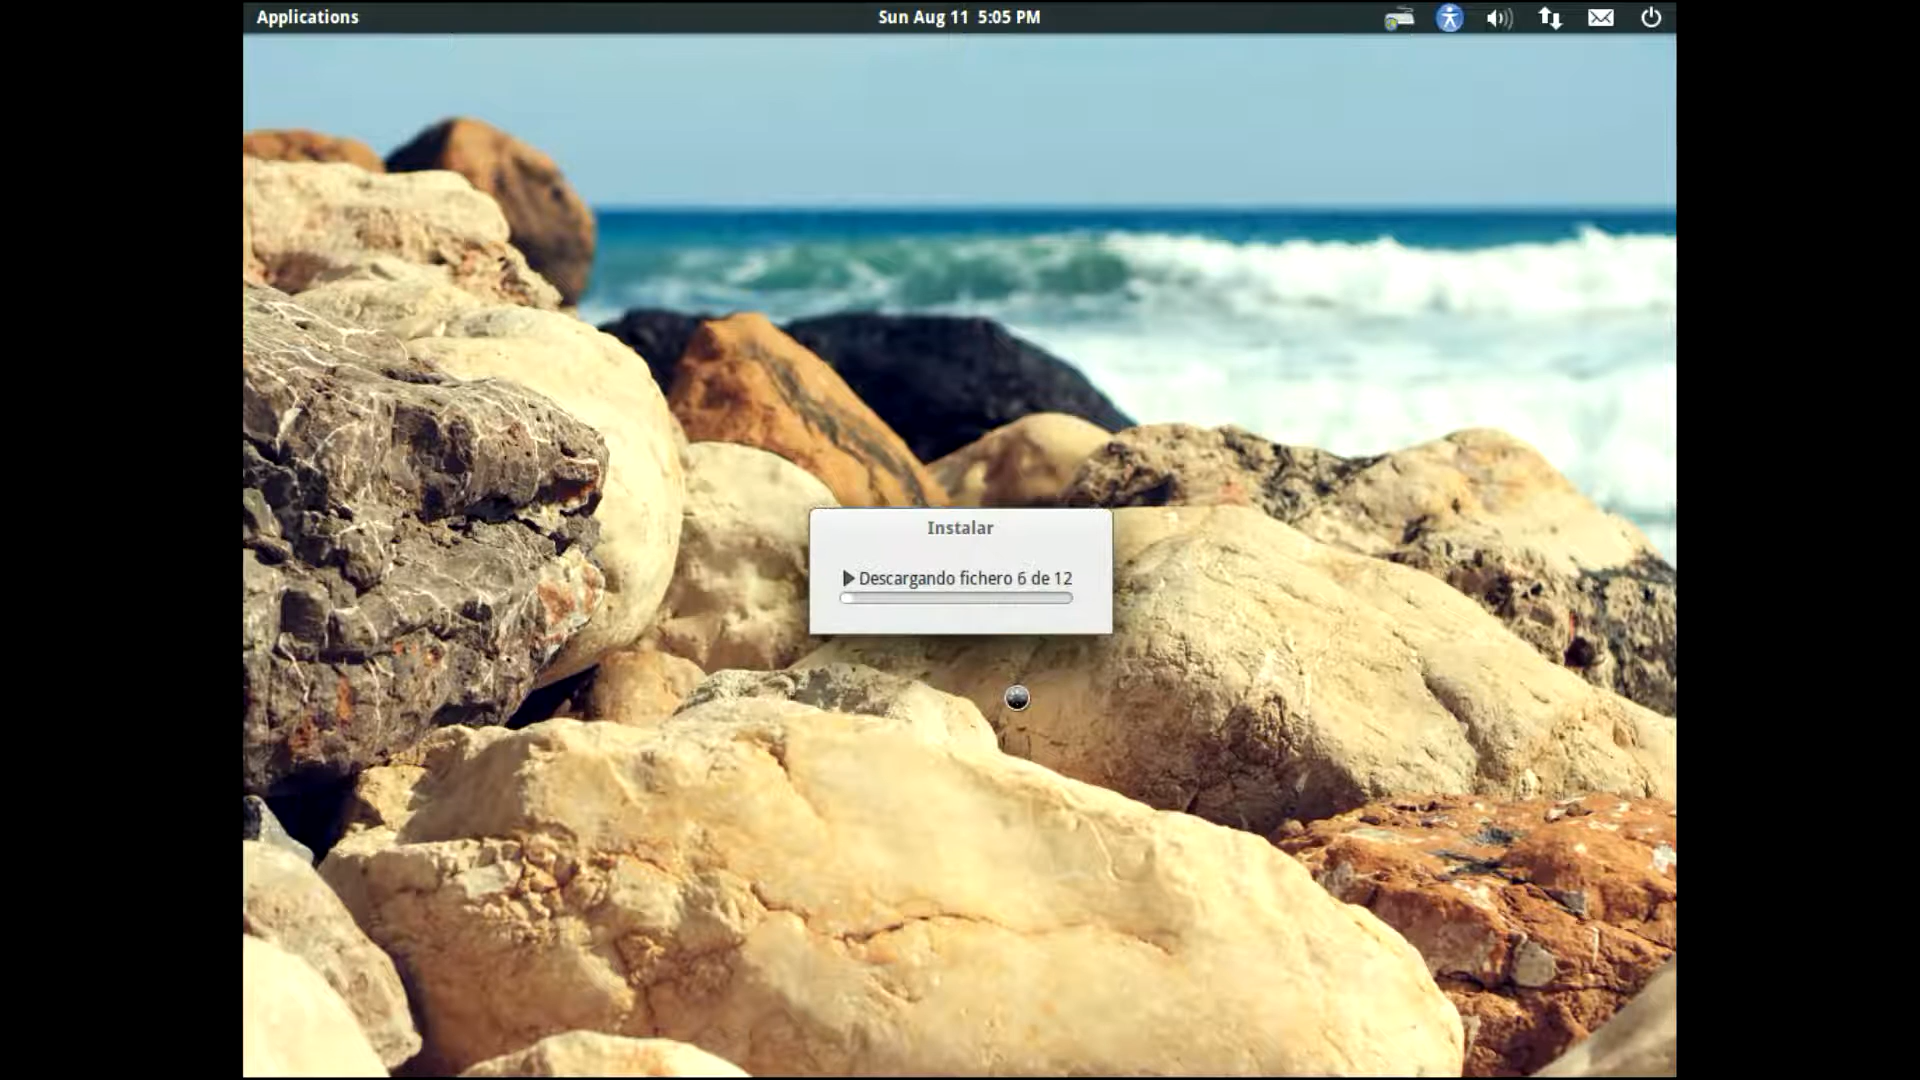 Applications
Sun Aug 11 5:05 PM
Instalar
Descargando fichero 6 de 12